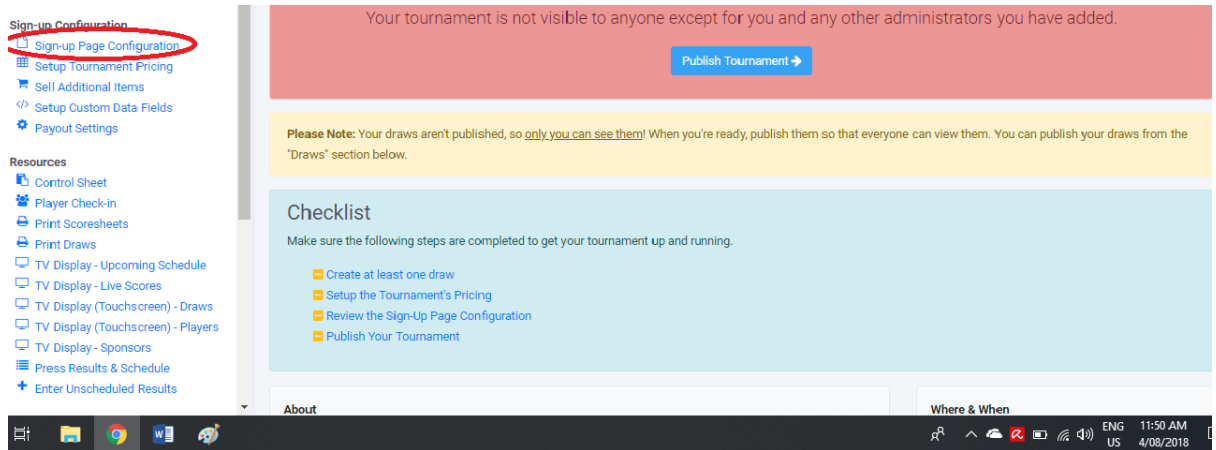 Sign-up Configuration
Sign-up Page Configuration
Setup Tournament Pricing
Sell Additional Items
Setup Custom Data Fields
Payout Settings
Resources
Control Sheet
Player Check-in
Print Scoresheets
Print Draws
TV Display - Upcoming Schedule
TV Display - Live Scores
TV Display (Touchscreen) - Draws
TV Display (Touchscreen) - Players
TV Display - Sponsors
Press Results & Schedule
Enter Unscheduled Results
Your tournament is not visible to anyone except for you and any other administrators you have added.
Publish Tournament
Please Note: Your draws aren't published, so only you can see them! When you're ready, publish them so that everyone can view them. You can publish your draws from the
"Draws" section below.
Checklist
Make sure the following steps are completed to get your tournament up and running.
Create at least one draw
Setup the Tournament's Pricing
Review the Sign-Up Page Configuration
Publish Your Tournament
About
Where & When
ENG
US
11:50 AM
4/08/2018